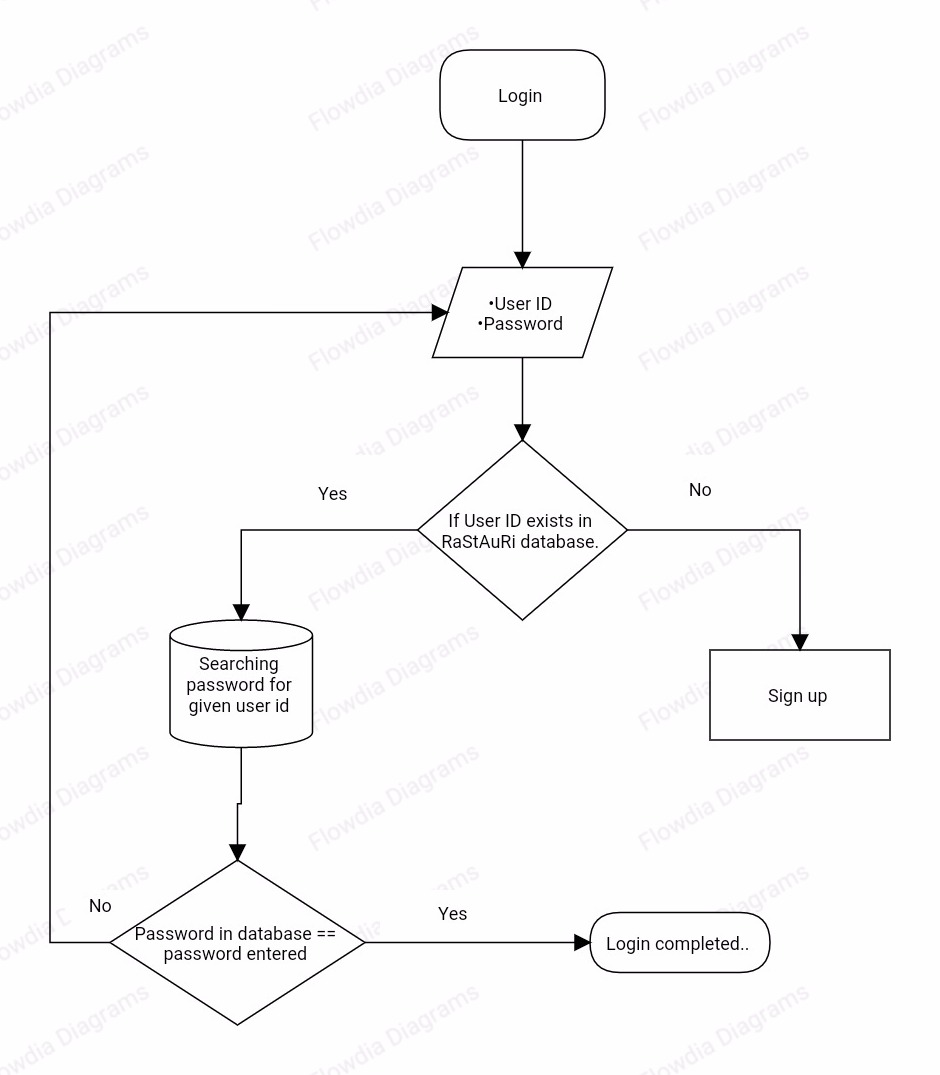 Login
•User ID
•Password
Yes
No
If User ID exists in
RaStAuRi database.
Searching
password for
given user id
Sign up
No
Yes
Password in database ==
password entered
Login completed..
Flowdia Diagrams